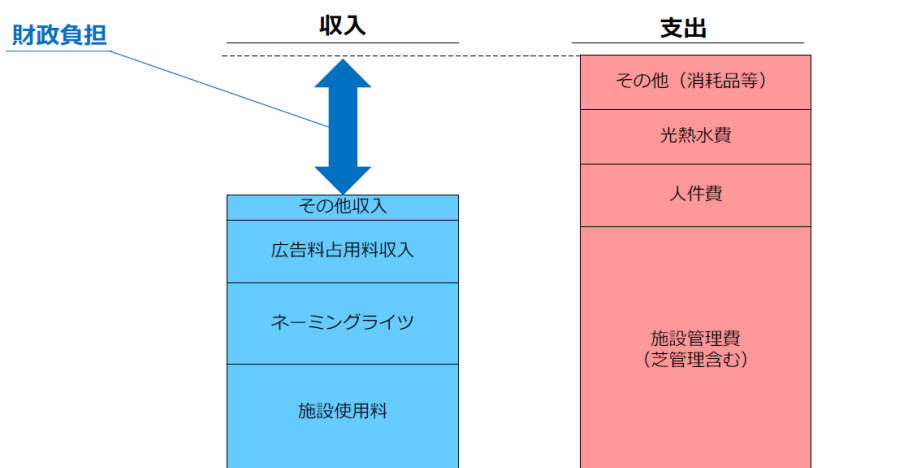 財政負担
収入
支出
その他収入
広告料占用料収入
ネーミングライツ
施設使用料
その他（消耗品等）
光熱水費
人件費
施設管理費
（芝管理含む）